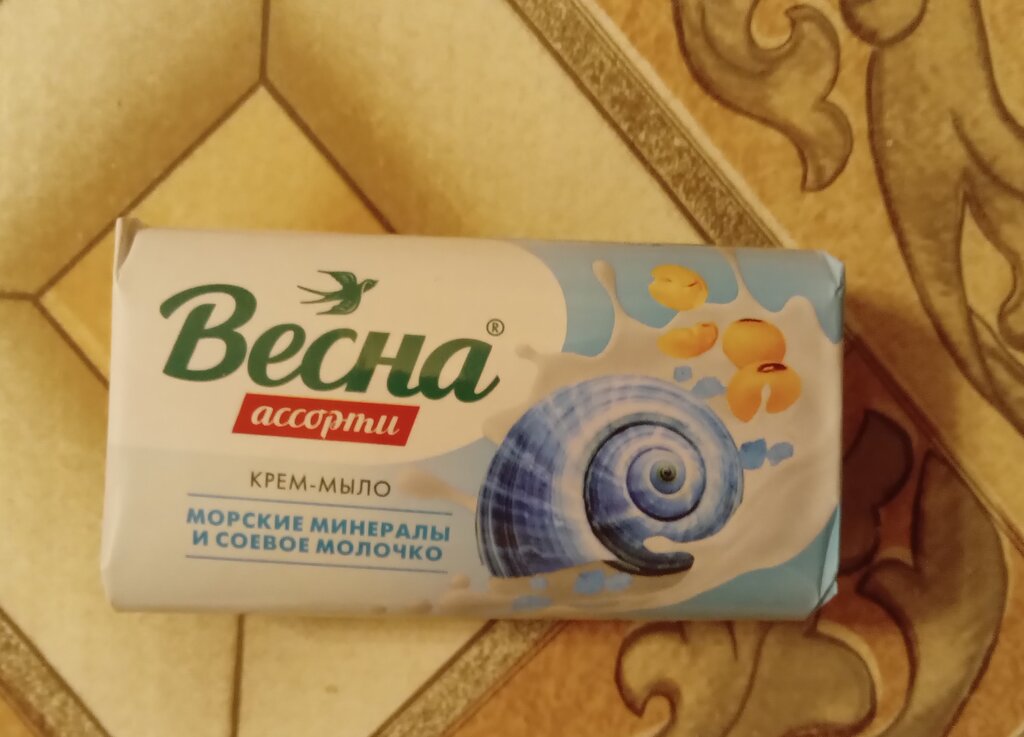 Весна®
ассорти
КРЕМ-МЫЛО
МОРСКИЕ МИНЕРАЛЫ
И СОЕВОЕ МОЛОЧКО